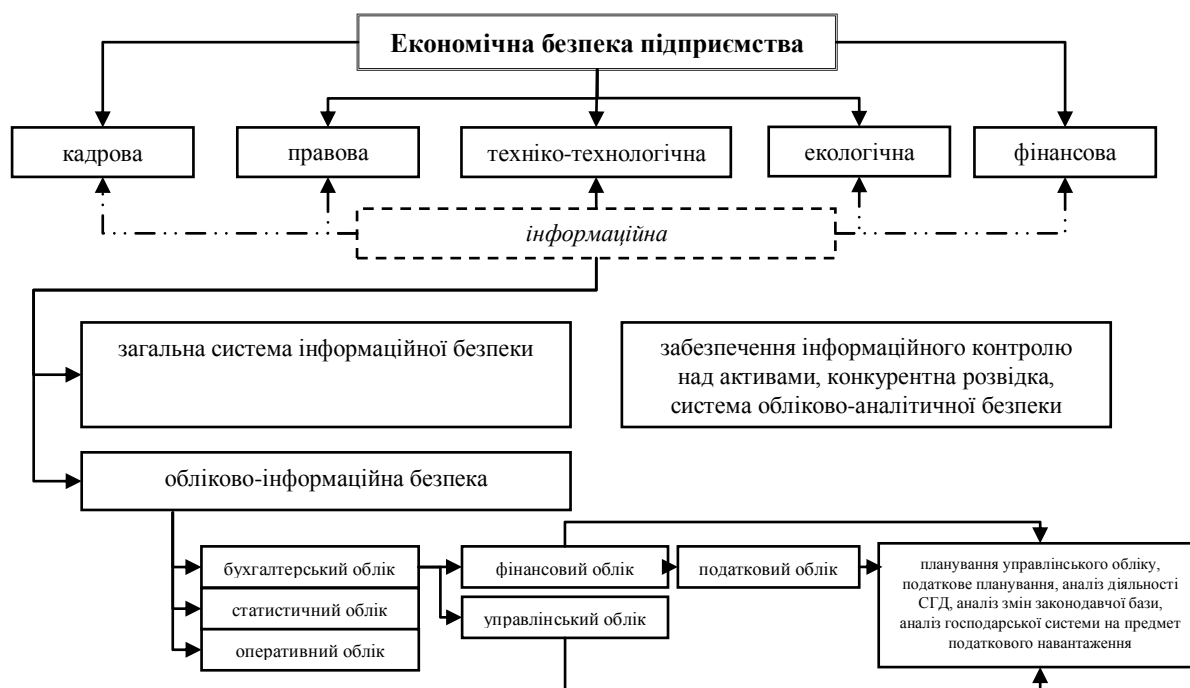 Економічна безпека підприємства
кадрова
правова
техніко-технологічна
екологічна
фінансова
інформаційна
загальна система інформаційної безпеки
забезпечення інформаційного контролю
над активами, конкурентна розвідка,
система обліково-аналітичної безпеки
обліково-інформаційна безпека
бухгалтерський облік
фінансовий облік
податковий облік
статистичний облік
управлінський облік
оперативний облік
планування управлінського обліку,
податкове планування, аналіз діяльності
СГД, аналіз змін законодавчої бази,
аналіз господарської системи на предмет
податкового навантаження